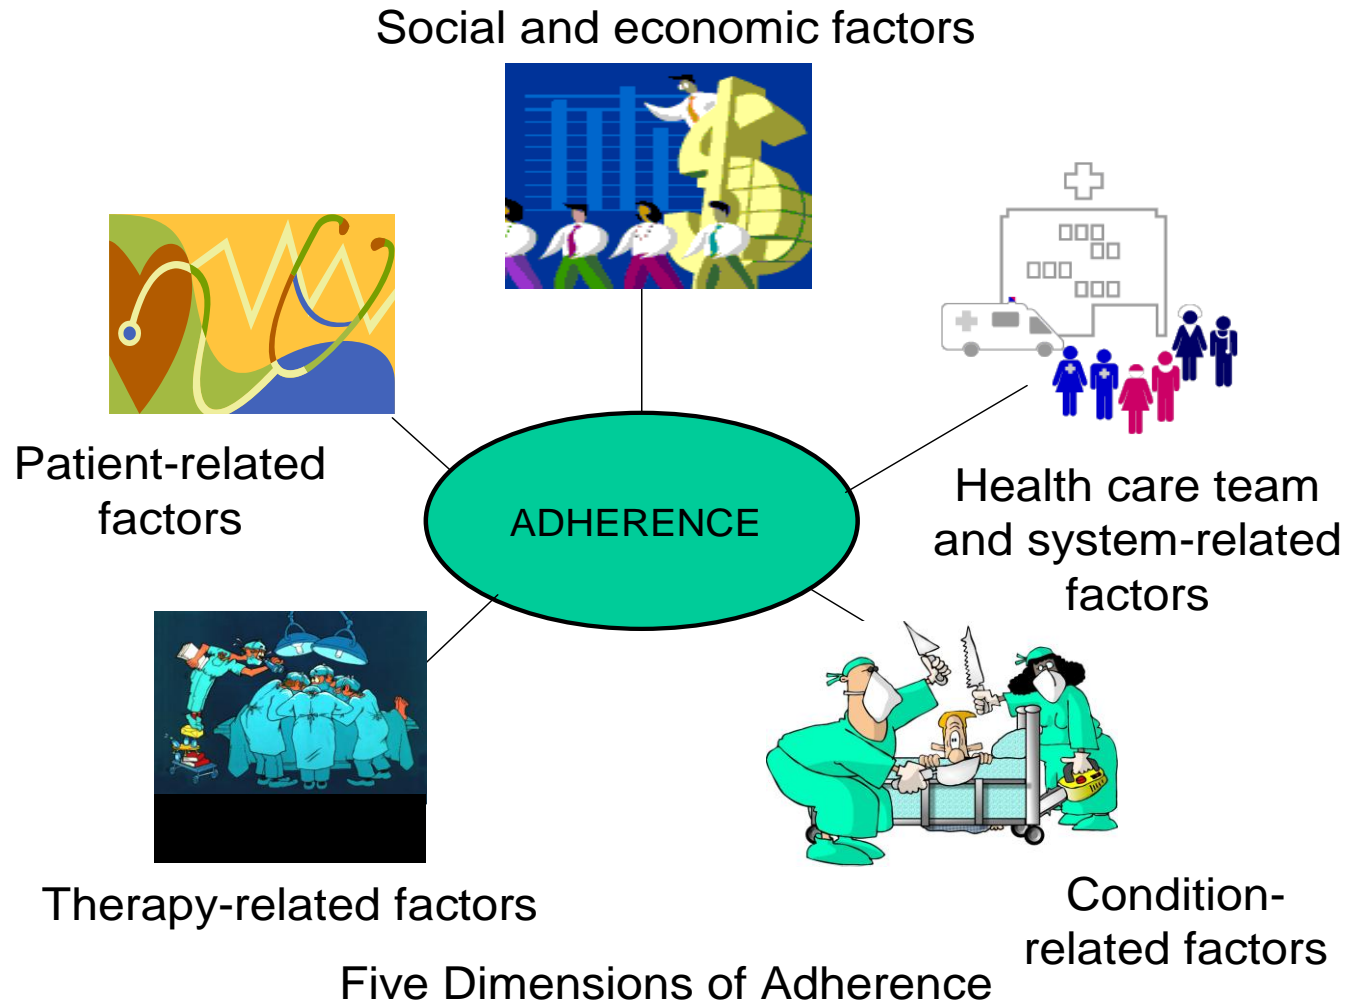 Social and economic factors
Patient-related
factors
ADHERENCE
Health care team
and system-related
factors
Therapy-related factors
Condition-
related factors
Five Dimensions of Adherence